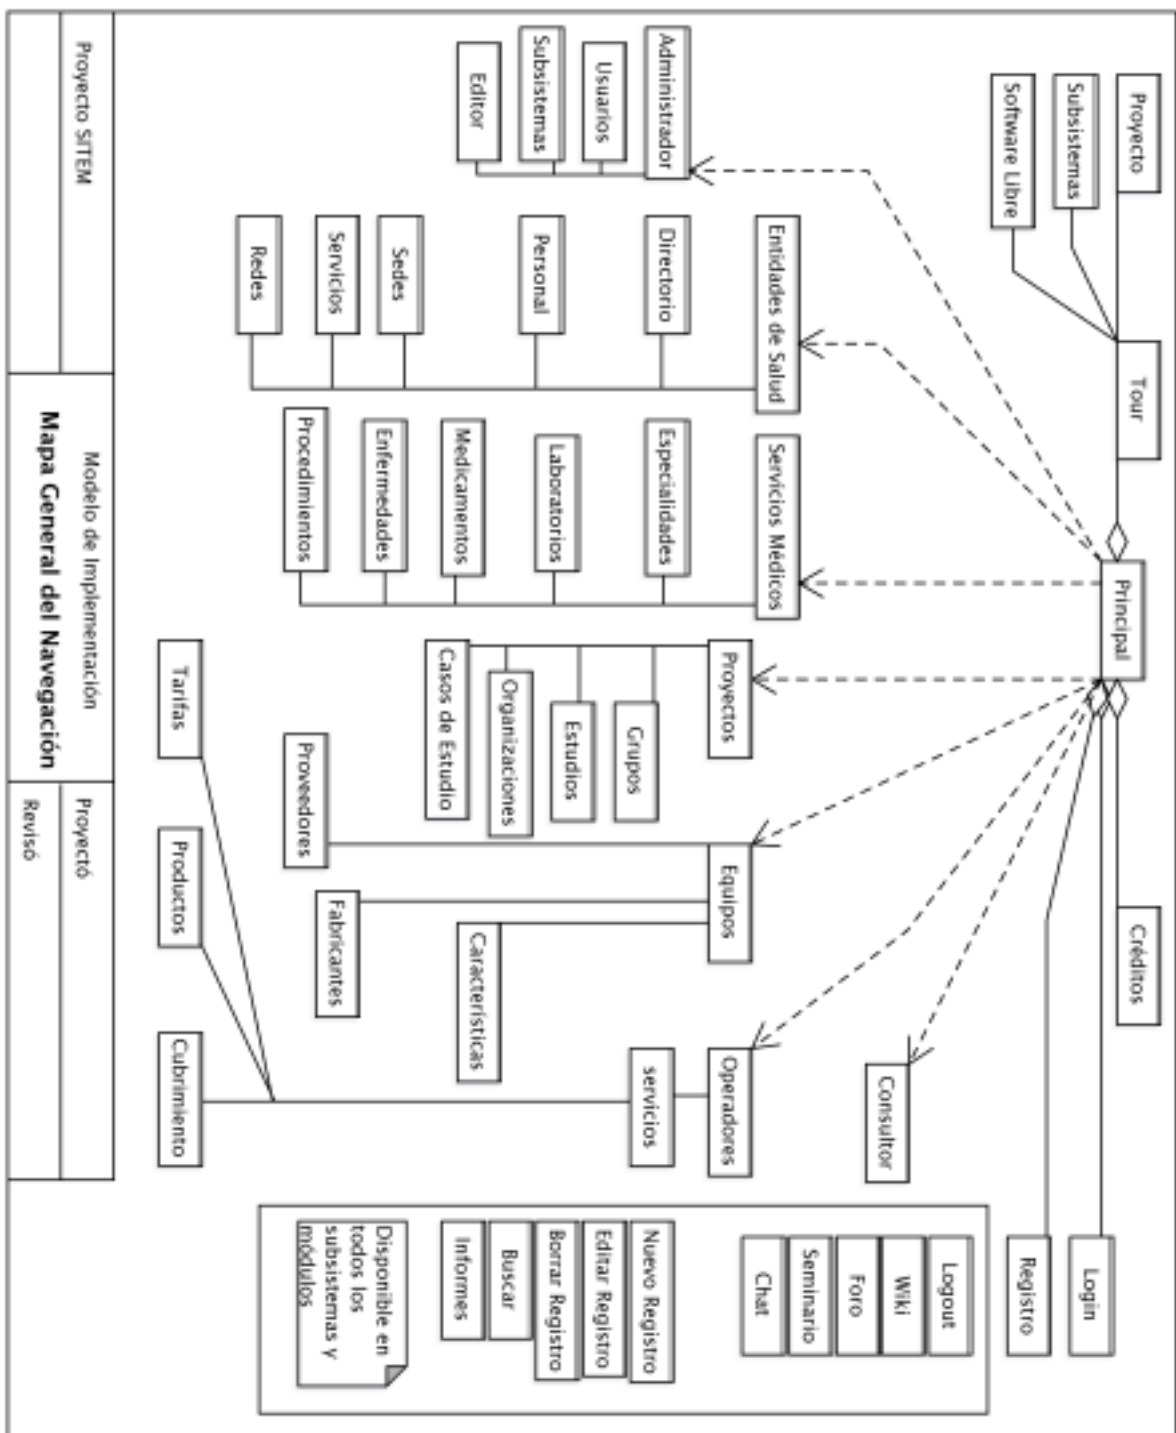 Proyecto
Subsistemas
Software Libre
Tour
Principal
Créditos
Login
Registro
Administrador
Usuarios
Subsistemas
Editor
Entidades de Salud
Directorio
Personal
Sedes
Servicios
Redes
Servicios Médicos
Especialidades
Laboratorios
Medicamentos
Enfermedades
Procedimientos
Proyectos
Grupos
Estudios
Organizaciones
Casos de Estudio
Equipos
Proveedores
Fabricantes
Características
Operadores
servicios
Tarifas
Productos
Cubrimiento
Consultor
Logout
Wiki
Foro
Seminario
Chat
Nuevo Registro
Editar Registro
Borrar Registro
Buscar
Informes
Disponible en
todos los
subsistemas y
módulos
Proyecto SITEM
Modelo de Implementación
Mapa General del Navegación
Proyectó
Revisó